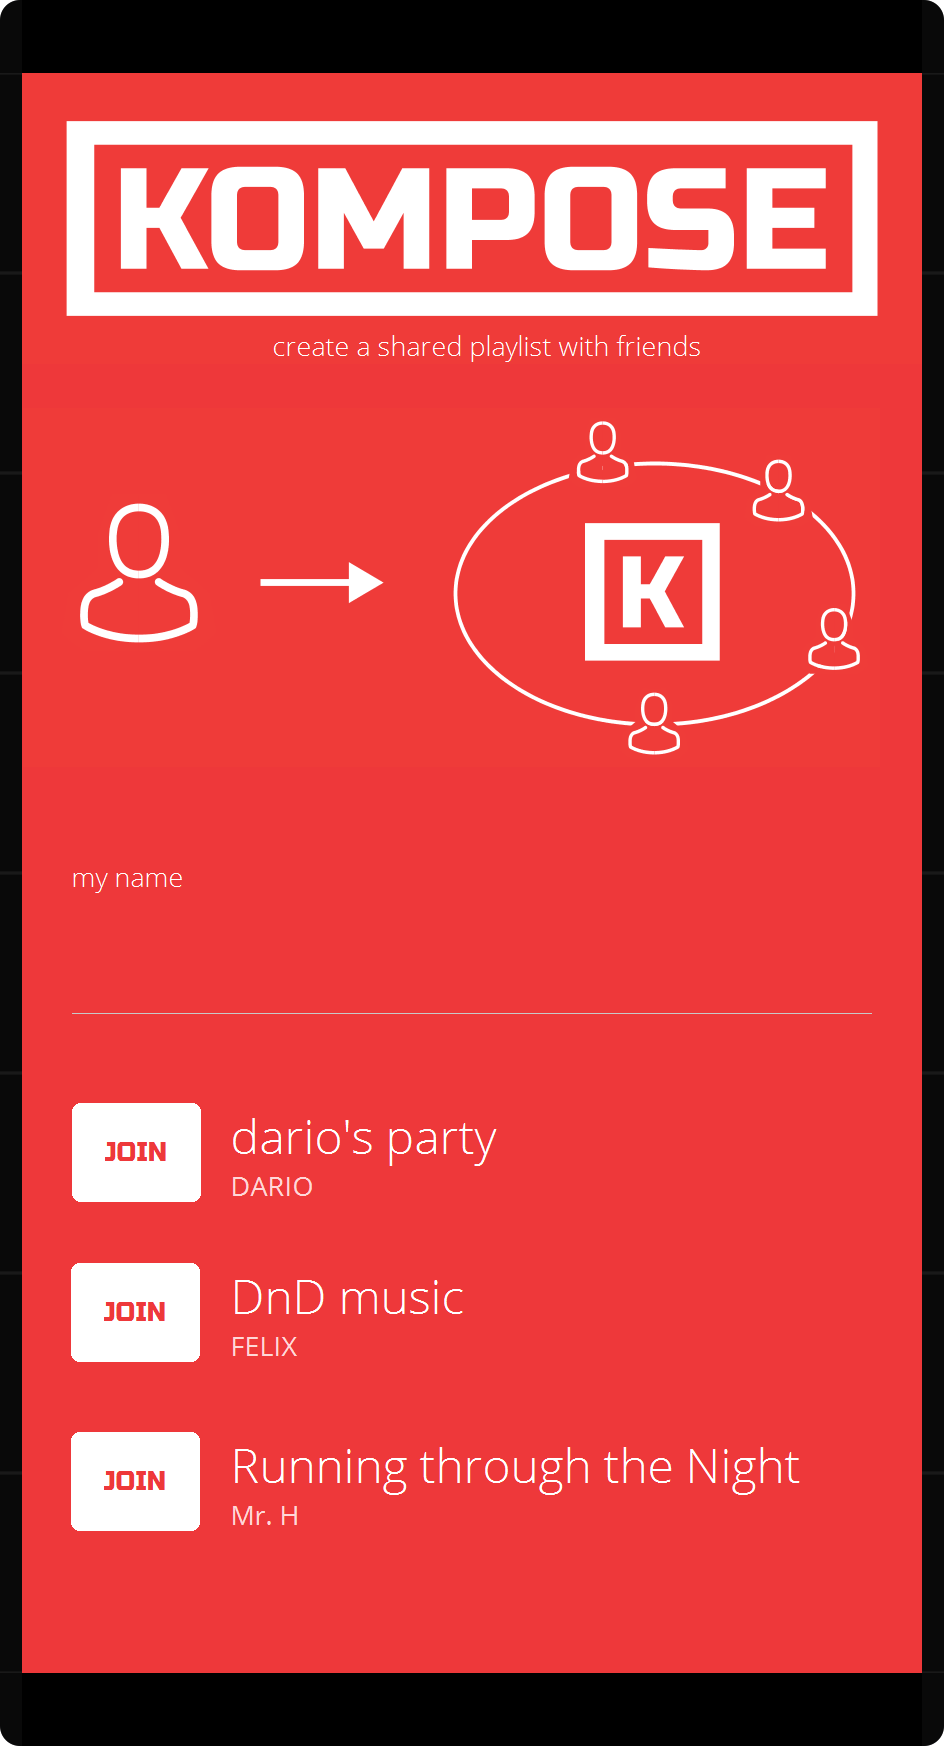 KOMPOSE
create a shared playlist with friends
K
my name
JOIN
dario's party
DARIO
JOIN
DnD music
FELIX
JOIN
Running through the Night
Mr. H